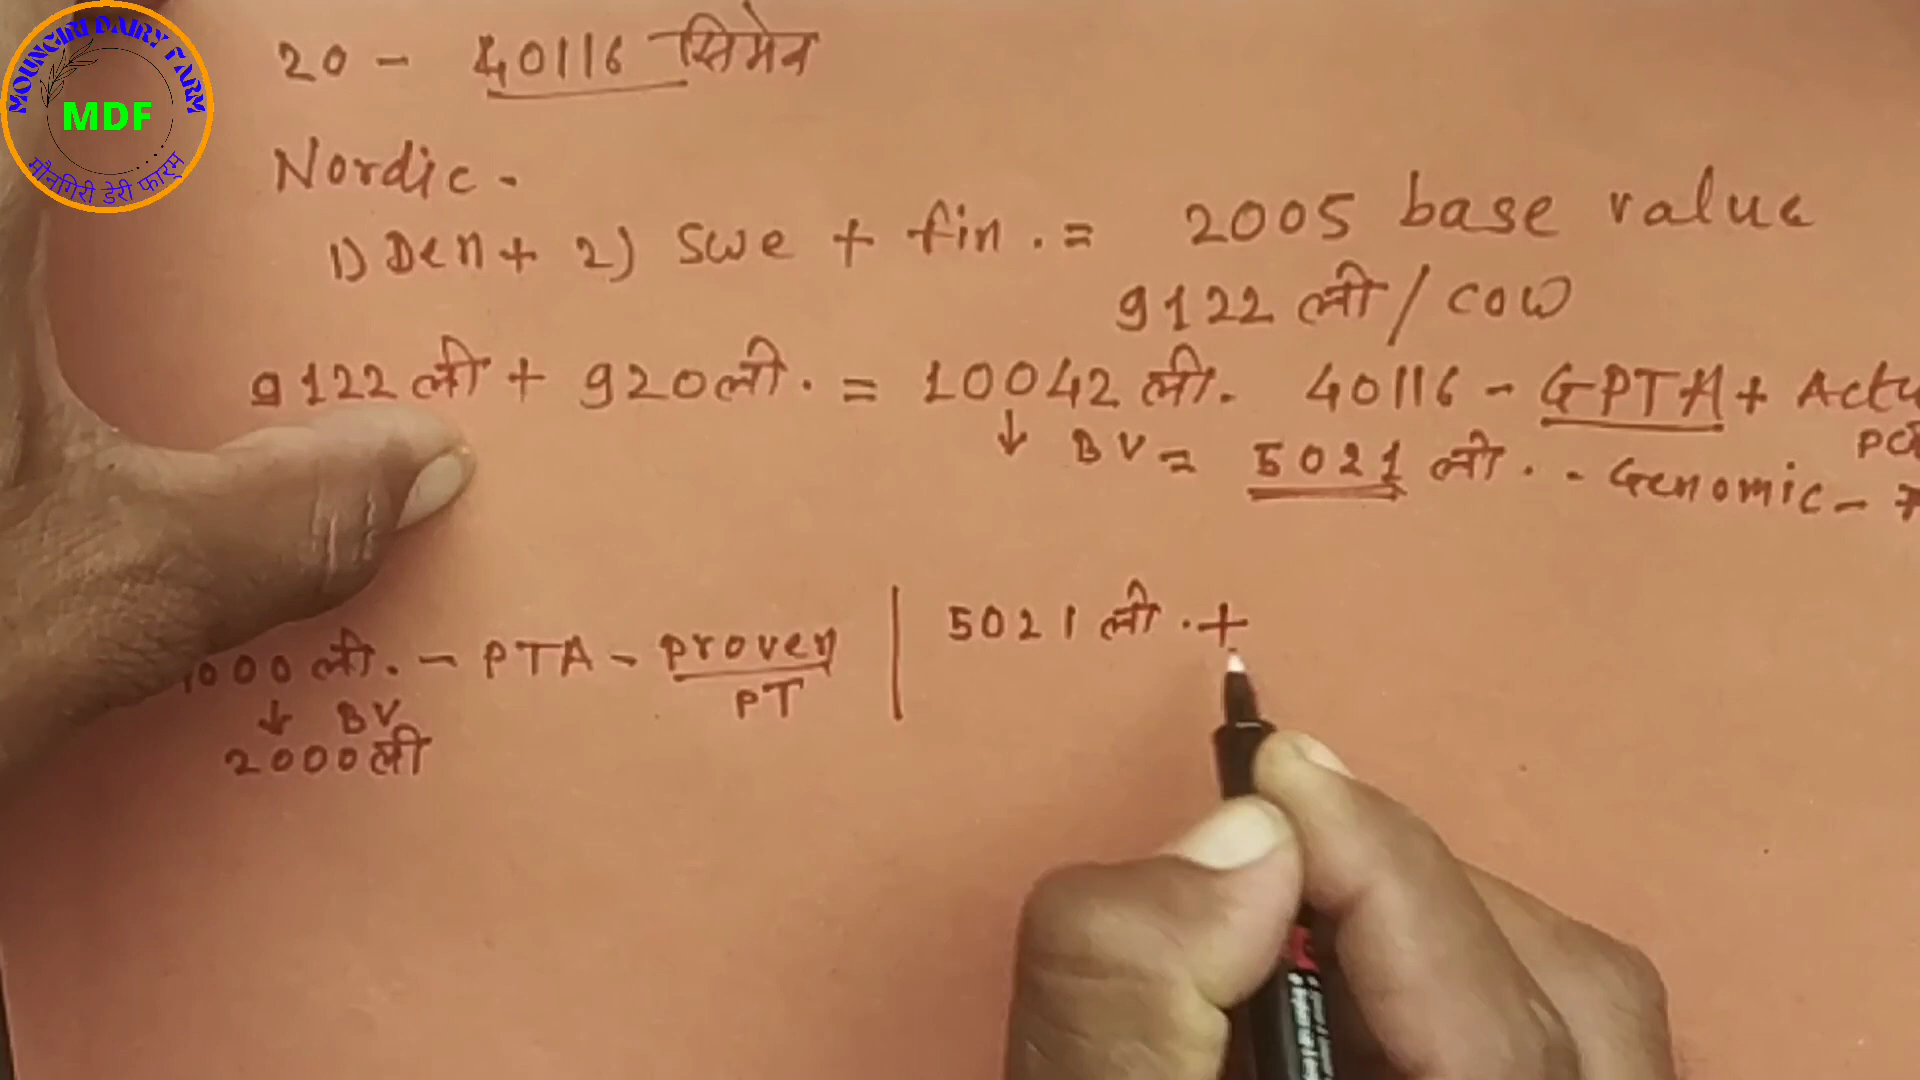 MOUNGIRI DAIRY FARM
MDF
मौनगिरी डेरी फार्म
20 - 40116 सिमेन
Nordic -
1) Den + 2) Swe + fin . = 2005 base value
9122 ली / cow
9122 ली + 920 ली . = 10042 ली . 40116 - GPTA +
↓ BV = 5021 ली . - Genomic -
000 ली . - PTA - proven | 5021 ली . +
↓ BV PT
2000 ली